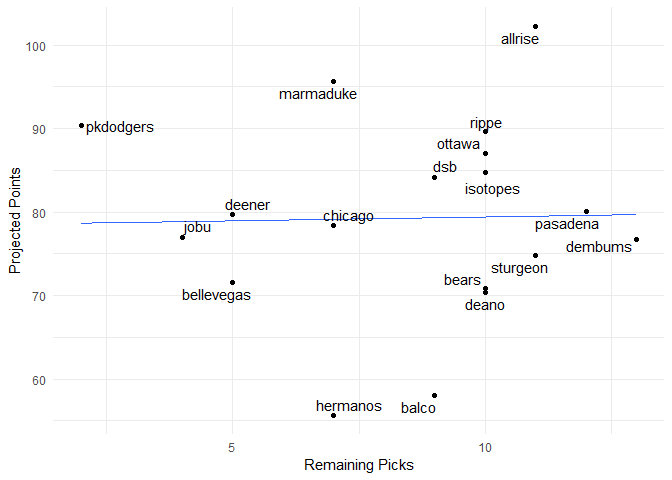 100
90
80
70
60
Projected Points
allrise
marmaduke
pkdodgers
rippe
ottawa
dsb
isotopes
deener
chicago
jobu
pasadena
dembums
sturgeon
bears
bellevegas
deano
hermanos
balco
5
10
Remaining Picks